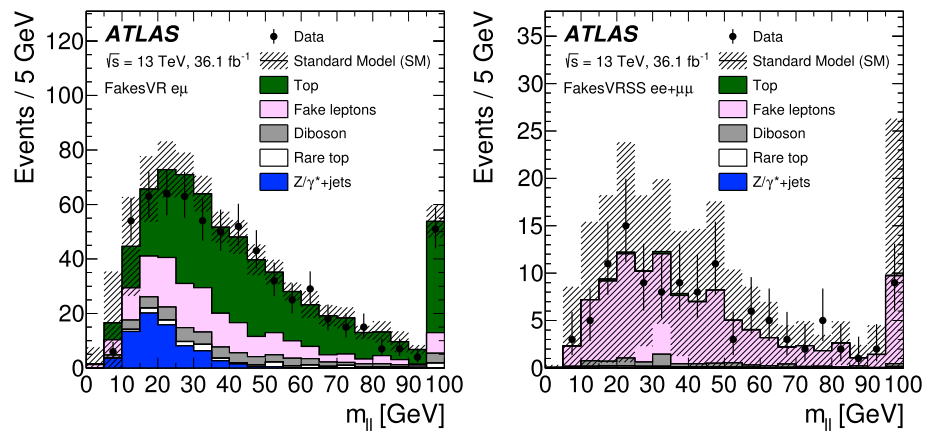 ATLAS
√s = 13 TeV, 36.1 fb⁻¹
FakesVR eμ
Data
Standard Model (SM)
Top
Fake leptons
Diboson
Rare top
Z/γ*+jets
Events / 5 GeV
120
100
80
60
40
20
0
0 10 20 30 40 50 60 70 80 90 100
m_ll [GeV]
ATLAS
√s = 13 TeV, 36.1 fb⁻¹
FakesVRSS ee+μμ
Data
Standard Model (SM)
Top
Fake leptons
Diboson
Rare top
Z/γ*+jets
Events / 5 GeV
35
30
25
20
15
10
5
0
0 10 20 30 40 50 60 70 80 90 100
m_ll [GeV]